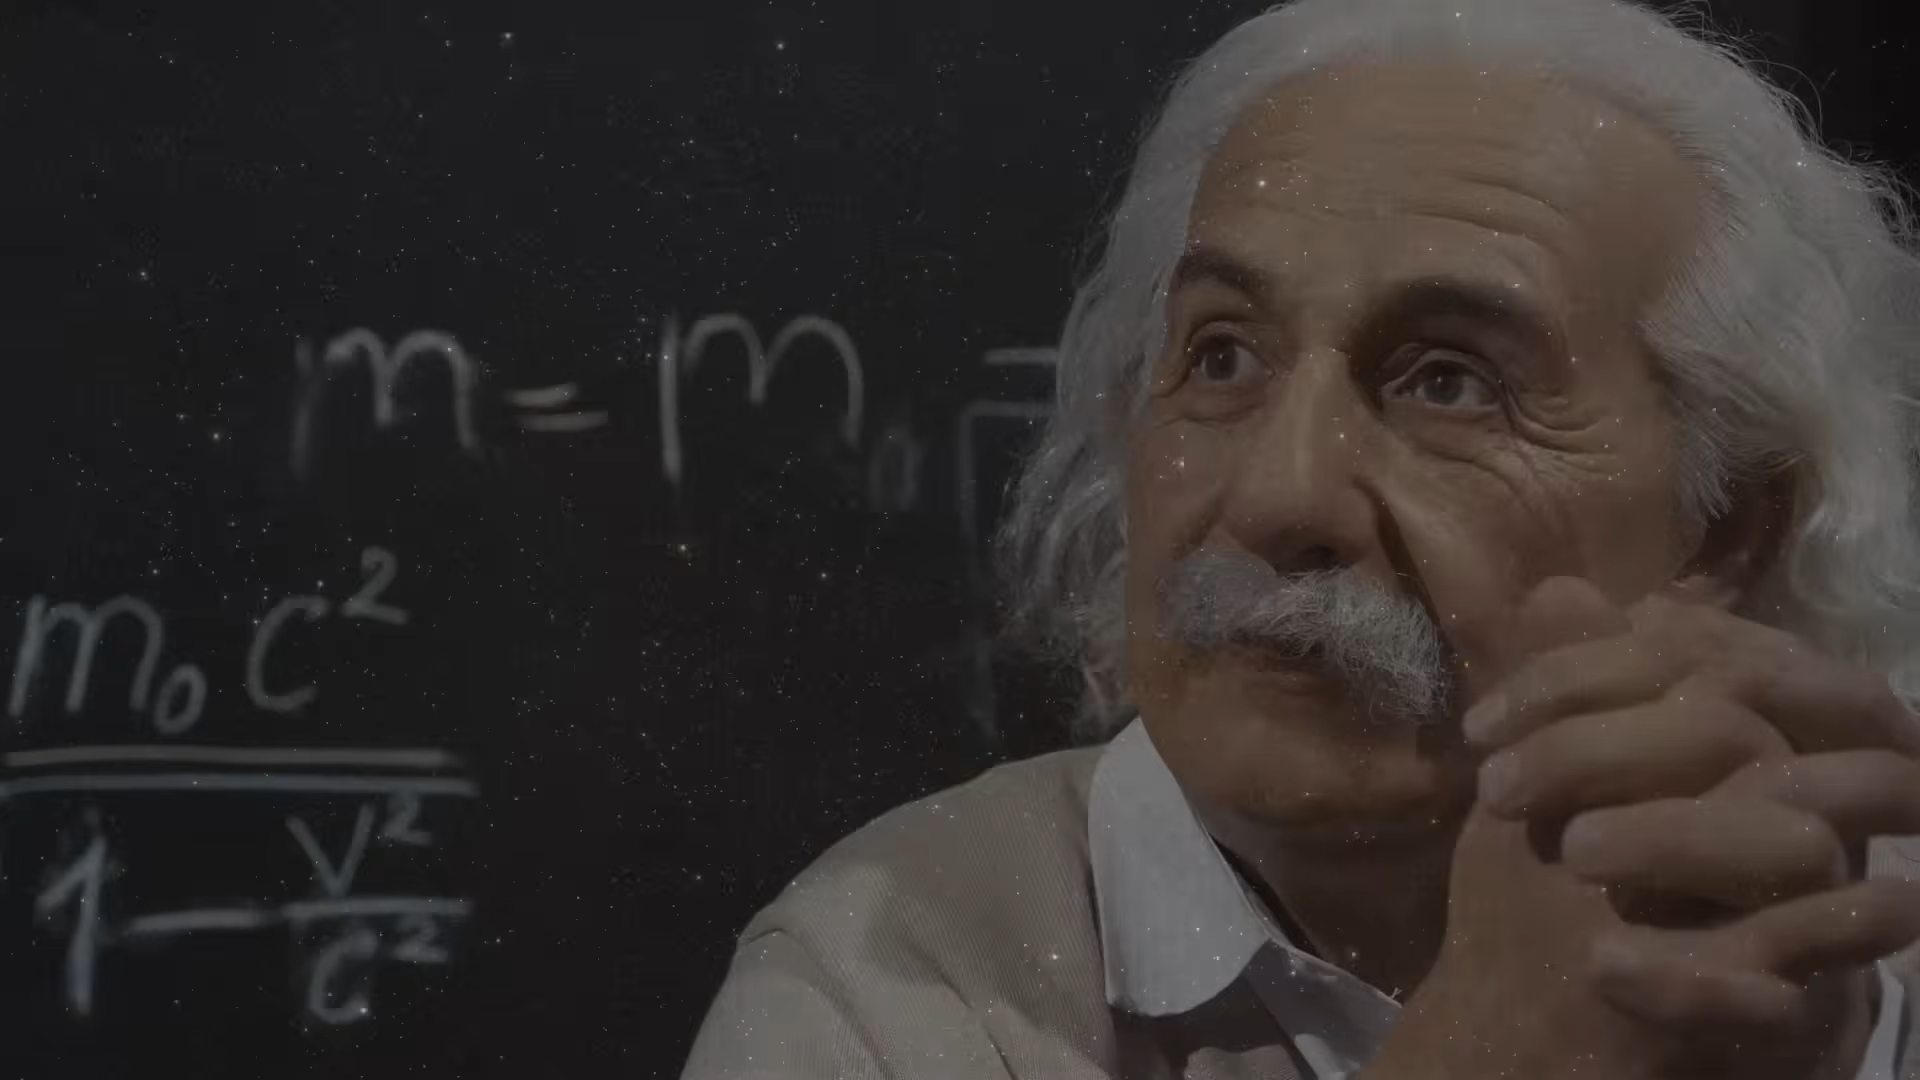 m = m₀
m₀c²
1 - v²
c²